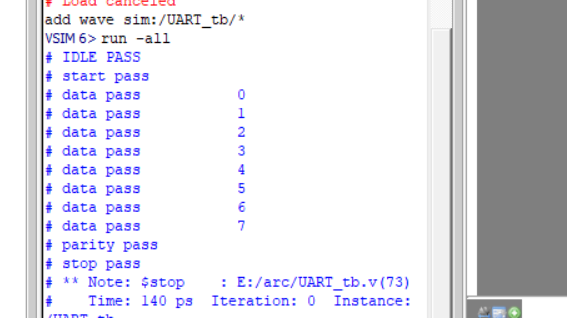 # Load canceled
add wave sim:/UART_tb/*
VSIM 6> run -all
# IDLE PASS
# start pass
# data pass 0
# data pass 1
# data pass 2
# data pass 3
# data pass 4
# data pass 5
# data pass 6
# data pass 7
# parity pass
# stop pass
# ** Note: $stop : E:/arc/UART_tb.v(73)
# Time: 140 ps Iteration: 0 Instance:
/UART_tb